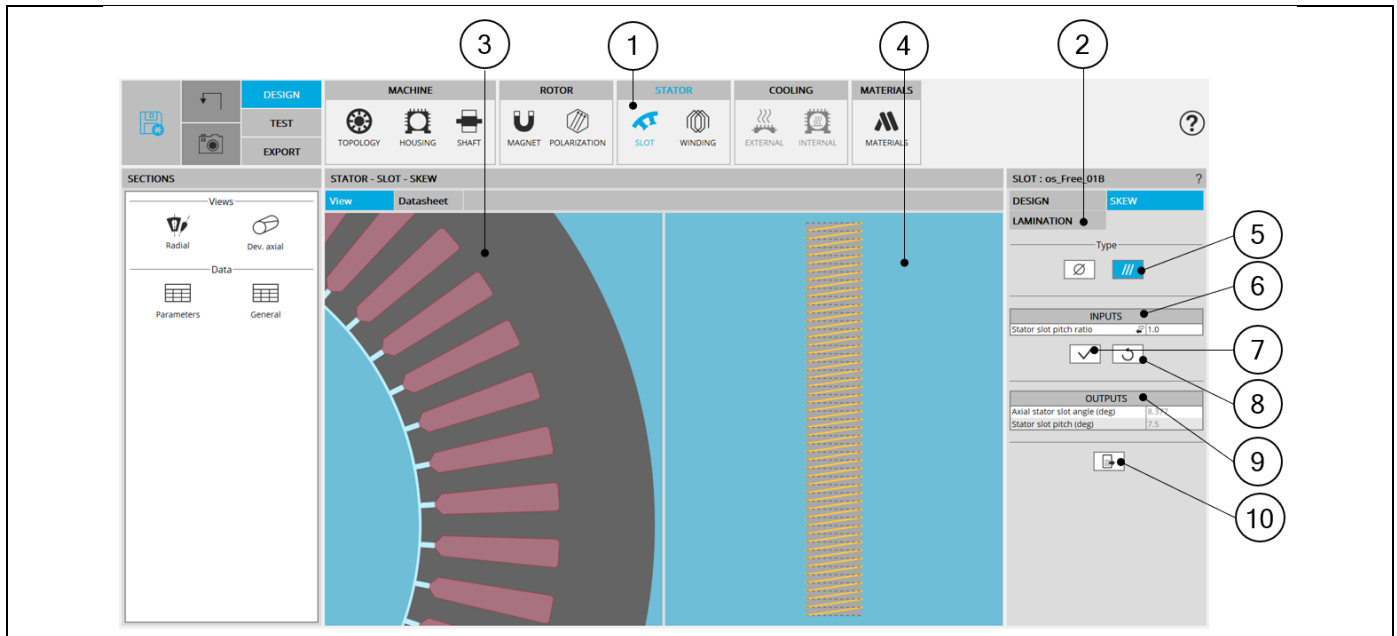 3
1
4
2
DESIGN
TEST
EXPORT
MACHINE
TOPOLOGY
HOUSING
SHAFT
ROTOR
MAGNET
POLARIZATION
STATOR
SLOT
WINDING
COOLING
EXTERNAL
INTERNAL
MATERIALS
MATERIALS
?
SECTIONS
Views
Radial
Dev. axial
Data
Parameters
General
STATOR - SLOT - SKEW
View
Datasheet
SLOT : os_Free_01B
?
DESIGN
SKEW
LAMINATION
Type
INPUTS
Stator slot pitch ratio 1.0
OUTPUTS
Axial stator slot angle (deg) 8.377
Stator slot pitch (deg) 7.5
5
6
7
8
9
10